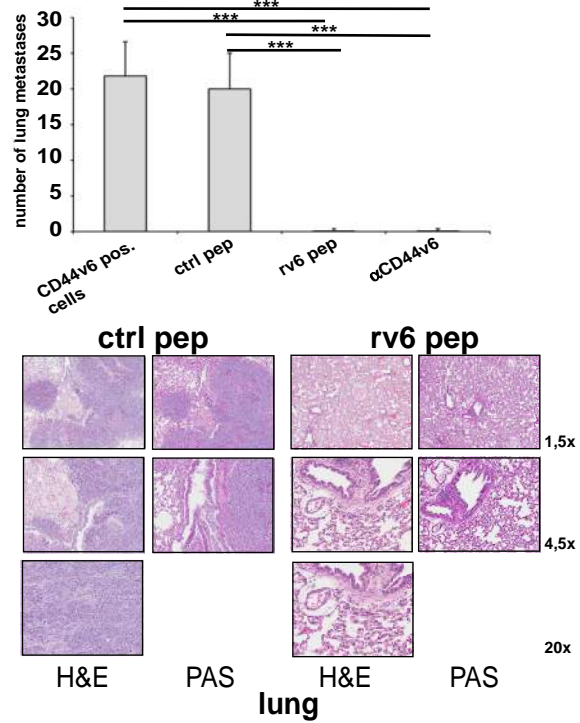 ***
***
***
***
number of lung metastases
30
25
20
15
10
5
0
CD44v6 pos.
cells
ctrl pep
rv6 pep
αCD44v6
ctrl pep rv6 pep
1,5x
4,5x
20x
H&E PAS H&E PAS
lung